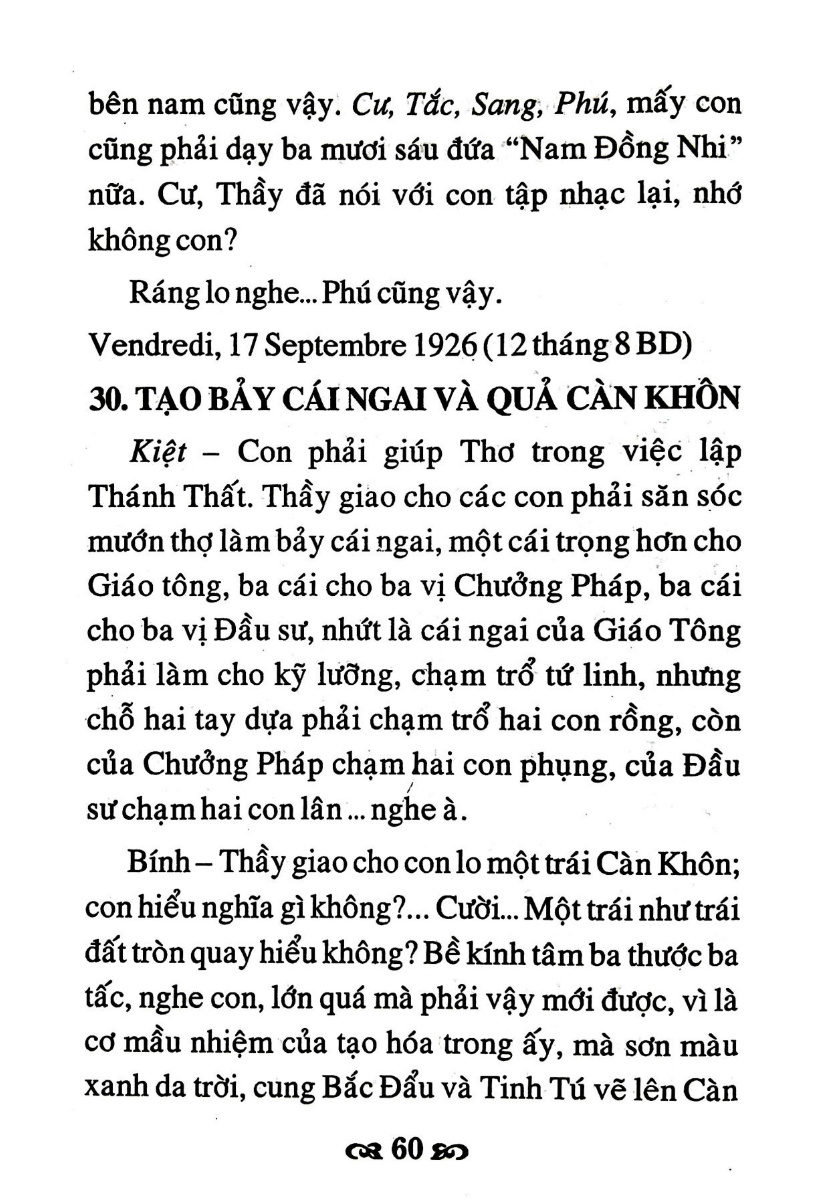 bên nam cũng vậy. Cư, Tắc, Sang, Phú, mấy con
cũng phải dạy ba mươi sáu đứa “Nam Đồng Nhi”
nữa. Cư, Thầy đã nói với con tập nhạc lại, nhớ
không con?
Ráng lo nghe... Phú cũng vậy.
Vendredi, 17 Septembre 1926 (12 tháng 8 BD)
30. TẠO BẢY CÁI NGAI VÀ QUẢ CÀN KHÔN
Kiệt – Con phải giúp Thơ trong việc lập
Thánh Thất. Thầy giao cho các con phải săn sóc
mướn thợ làm bảy cái ngai, một cái trọng hơn cho
Giáo tông, ba cái cho ba vị Chưởng Pháp, ba cái
cho ba vị Đầu sư, nhứt là cái ngai của Giáo Tông
phải làm cho kỹ lưỡng, chạm trổ tứ linh, nhưng
chỗ hai tay dựa phải chạm trổ hai con rồng, còn
của Chưởng Pháp chạm hai con phụng, của Đầu
sư chạm hai con lân ... nghe à.
Bính – Thầy giao cho con lo một trái Càn Khôn;
con hiểu nghĩa gì không?... Cười... Một trái như trái
đất tròn quay hiểu không? Bề kính tâm ba thước ba
tấc, nghe con, lớn quá mà phải vậy mới được, vì là
cơ mầu nhiệm của tạo hóa trong ấy, mà sơn màu
xanh da trời, cung Bắc Đẩu và Tinh Tú vẽ lên Càn
60